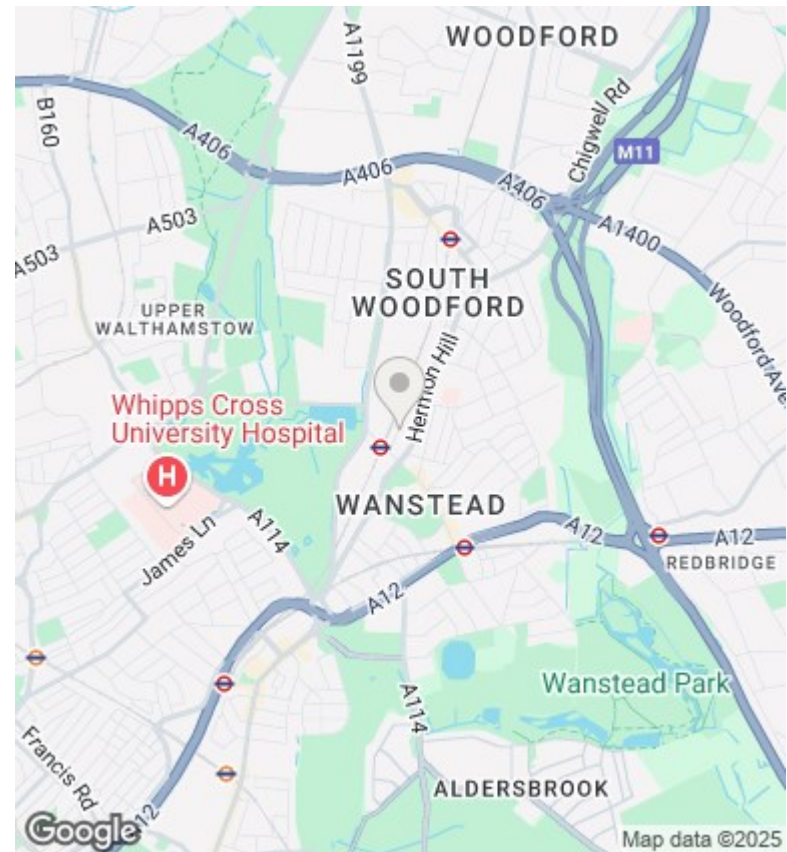 WOODFORD
A1199
B160
Chigwell Rd
A406
M11
A406
A406
A503
A1400
A503
SOUTH
WOODFORD
Woodford Ave
UPPER
WALTHAMSTOW
Hermon Hill
Whipps Cross
University Hospital
H
WANSTEAD
A114
A12
A12
James Ln
REDBRIDGE
A12
Wanstead Park
A114
Francis Rd
ALDERSBROOK
A12
Google
Map data ©2025